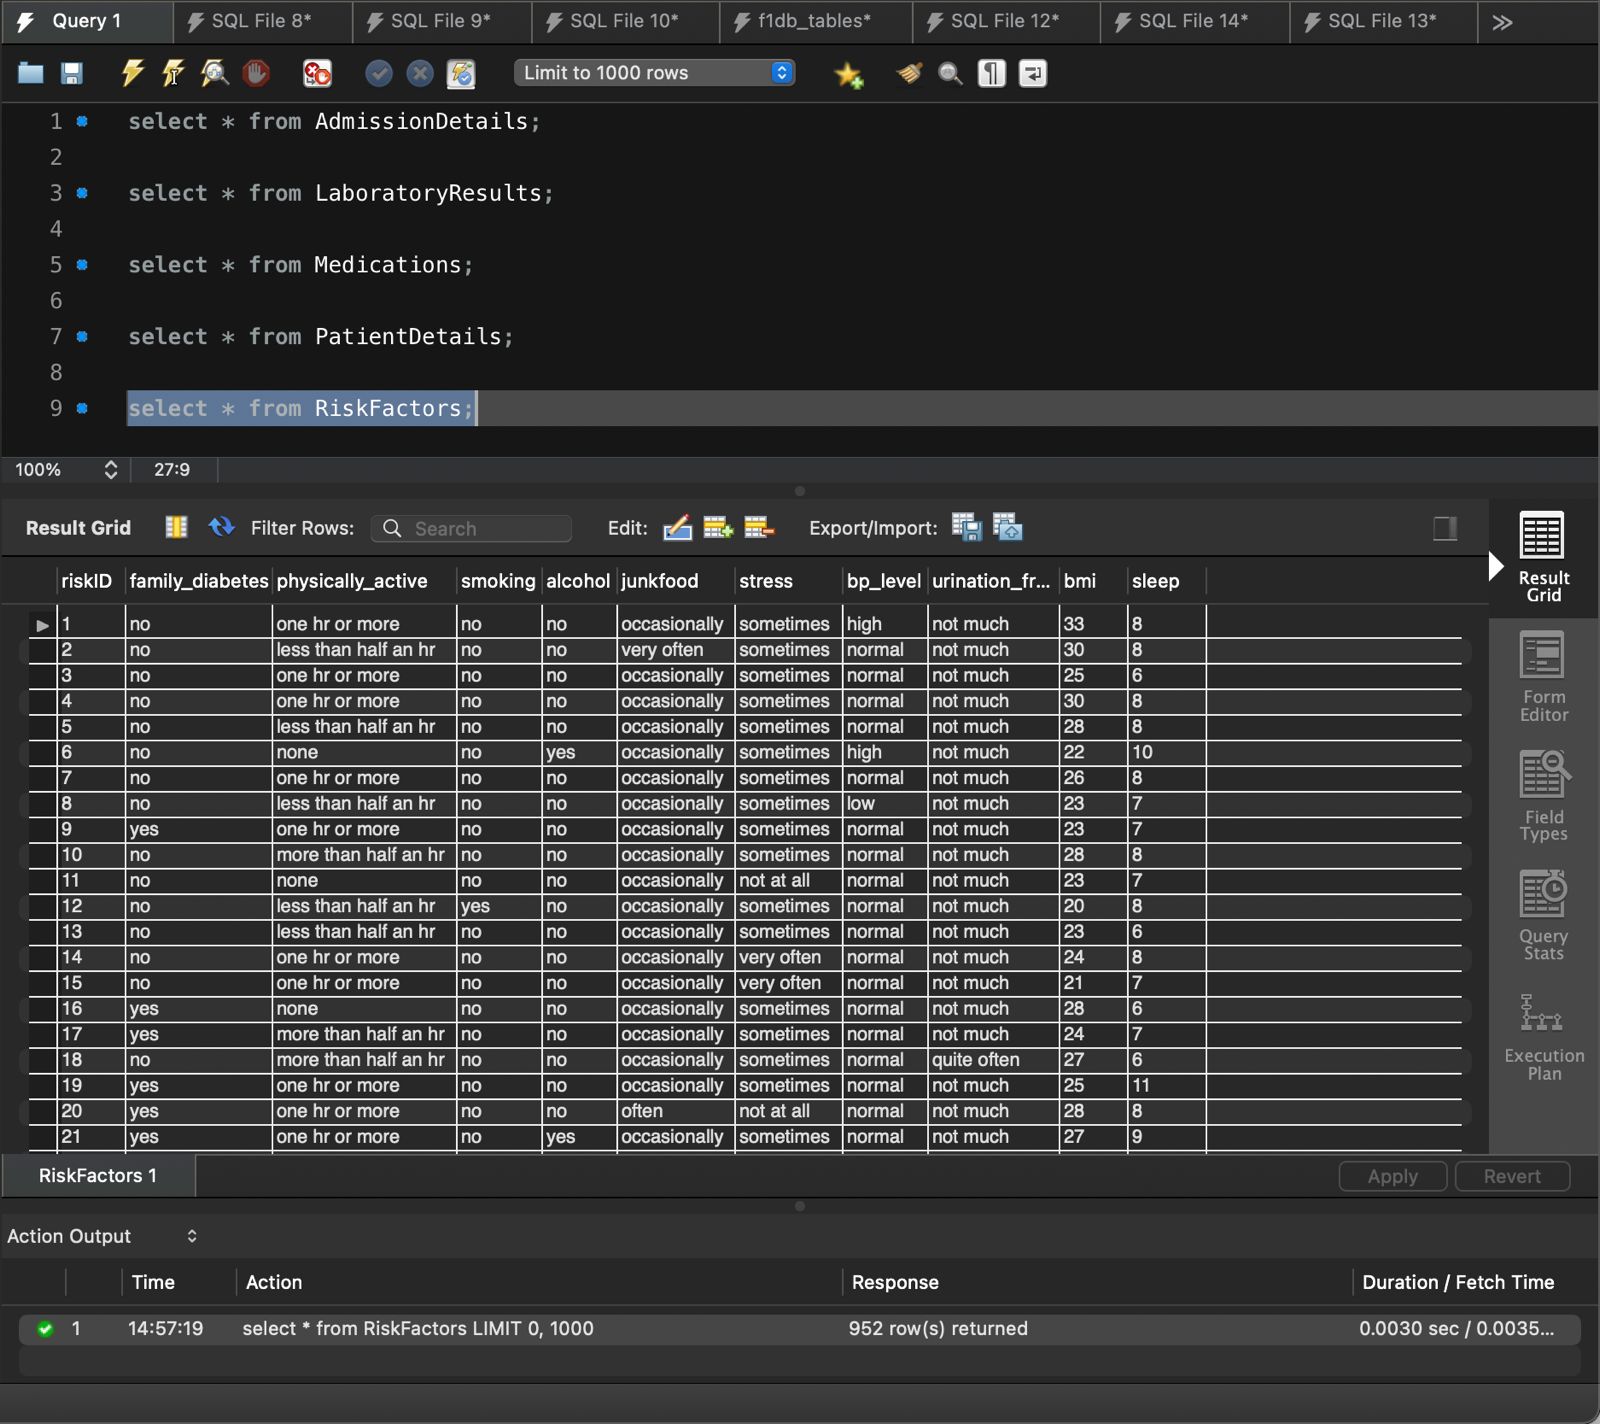 Query 1 SQL File 8* SQL File 9* SQL File 10* f1db_tables* SQL File 12* SQL File 14* SQL File 13*
Limit to 1000 rows
1 select * from AdmissionDetails;
2
3 select * from LaboratoryResults;
4
5 select * from Medications;
6
7 select * from PatientDetails;
8
9 select * from RiskFactors;
100% 27:9
Result Grid Filter Rows: Search Edit: Export/Import:
riskID family_diabetes physically_active smoking alcohol junkfood stress bp_level urination_fr... bmi sleep
1 no one hr or more no no occasionally sometimes high not much 33 8
2 no less than half an hr no no very often sometimes normal not much 30 8
3 no one hr or more no no occasionally sometimes normal not much 25 6
4 no one hr or more no no occasionally sometimes normal not much 30 8
5 no less than half an hr no no occasionally sometimes normal not much 28 8
6 no none no yes occasionally sometimes high not much 22 10
7 no one hr or more no no occasionally sometimes normal not much 26 8
8 no less than half an hr no no occasionally sometimes low not much 23 7
9 yes one hr or more no no occasionally sometimes normal not much 23 7
10 no more than half an hr no no occasionally sometimes normal not much 28 8
11 no none no no occasionally not at all normal not much 23 7
12 no less than half an hr yes no occasionally sometimes normal not much 20 8
13 no less than half an hr no no occasionally sometimes normal not much 23 6
14 no one hr or more no no occasionally very often normal not much 24 8
15 no one hr or more no no occasionally very often normal not much 21 7
16 yes none no no occasionally sometimes normal not much 28 6
17 yes more than half an hr no no occasionally sometimes normal not much 24 7
18 no more than half an hr no no occasionally sometimes normal quite often 27 6
19 yes one hr or more no no occasionally sometimes normal not much 25 11
20 yes one hr or more no no often not at all normal not much 28 8
21 yes one hr or more no yes occasionally sometimes normal not much 27 9
Result
Grid
Form
Editor
Field
Types
Query
Stats
Execution
Plan
RiskFactors 1 Apply Revert
Action Output
Time Action Response Duration / Fetch Time
1 14:57:19 select * from RiskFactors LIMIT 0, 1000 952 row(s) returned 0.0030 sec / 0.0035...